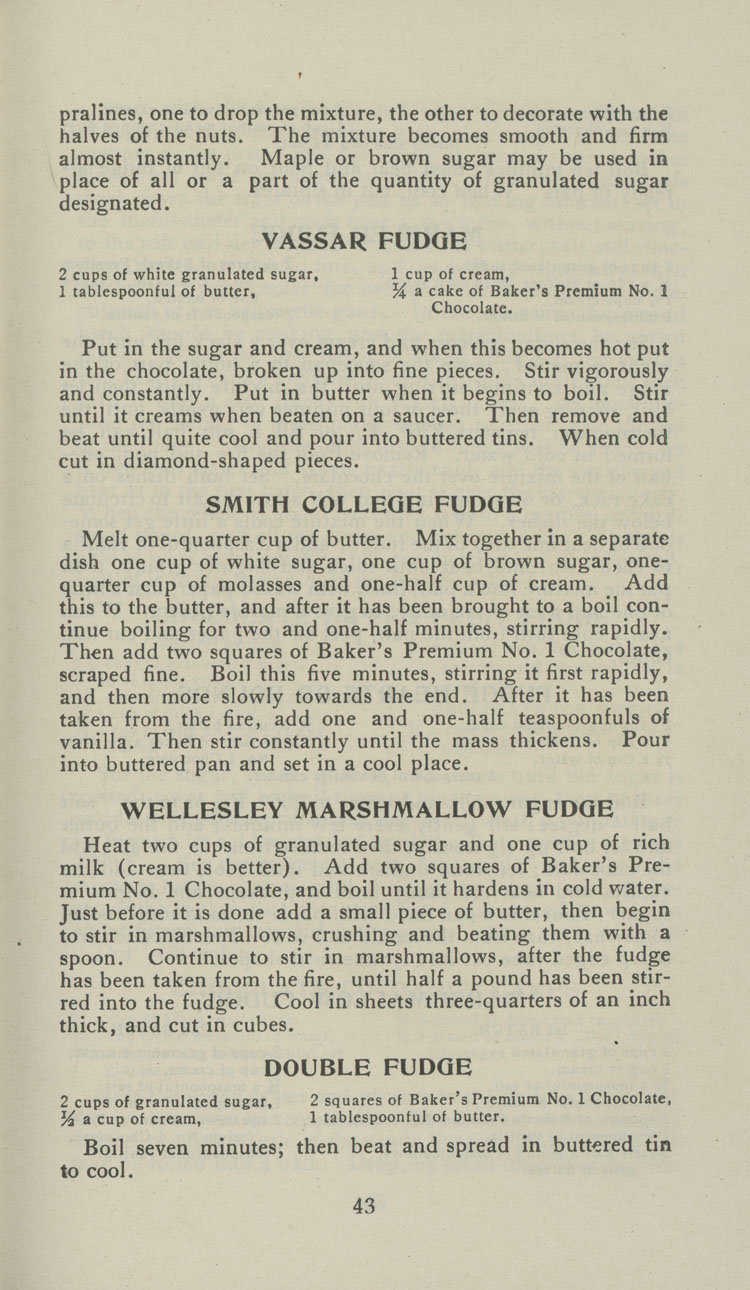 pralines, one to drop the mixture, the other to decorate with the
halves of the nuts. The mixture becomes smooth and firm
almost instantly. Maple or brown sugar may be used in
place of all or a part of the quantity of granulated sugar
designated.
VASSAR FUDGE
2 cups of white granulated sugar,
1 tablespoonful of butter,
1 cup of cream,
¼ a cake of Baker's Premium No. 1
Chocolate.
Put in the sugar and cream, and when this becomes hot put
in the chocolate, broken up into fine pieces. Stir vigorously
and constantly. Put in butter when it begins to boil. Stir
until it creams when beaten on a saucer. Then remove and
beat until quite cool and pour into buttered tins. When cold
cut in diamond-shaped pieces.
SMITH COLLEGE FUDGE
Melt one-quarter cup of butter. Mix together in a separate
dish one cup of white sugar, one cup of brown sugar, one-
quarter cup of molasses and one-half cup of cream. Add
this to the butter, and after it has been brought to a boil con-
tinue boiling for two and one-half minutes, stirring rapidly.
Then add two squares of Baker's Premium No. 1 Chocolate,
scraped fine. Boil this five minutes, stirring it first rapidly,
and then more slowly towards the end. After it has been
taken from the fire, add one and one-half teaspoonfuls of
vanilla. Then stir constantly until the mass thickens. Pour
into buttered pan and set in a cool place.
WELLESLEY MARSHMALLOW FUDGE
Heat two cups of granulated sugar and one cup of rich
milk (cream is better). Add two squares of Baker's Pre-
mium No. 1 Chocolate, and boil until it hardens in cold water.
Just before it is done add a small piece of butter, then begin
to stir in marshmallows, crushing and beating them with a
spoon. Continue to stir in marshmallows, after the fudge
has been taken from the fire, until half a pound has been stir-
red into the fudge. Cool in sheets three-quarters of an inch
thick, and cut in cubes.
DOUBLE FUDGE
2 cups of granulated sugar,
½ a cup of cream,
2 squares of Baker's Premium No. 1 Chocolate,
1 tablespoonful of butter.
Boil seven minutes; then beat and spread in buttered tin
to cool.
43